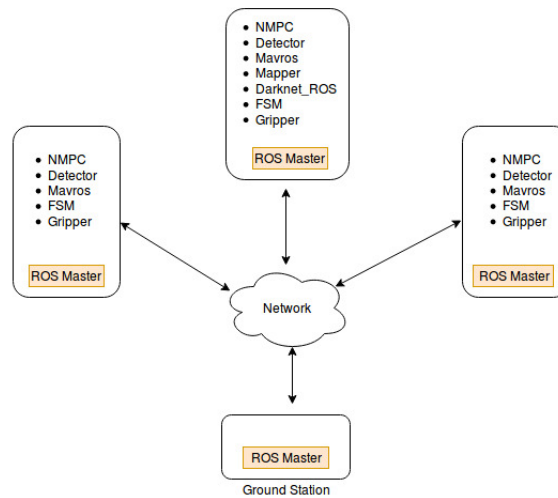 NMPC
Detector
Mavros
Mapper
Darknet_ROS
FSM
Gripper
ROS Master
NMPC
Detector
Mavros
FSM
Gripper
ROS Master
NMPC
Detector
Mavros
FSM
Gripper
ROS Master
Network
ROS Master
Ground Station